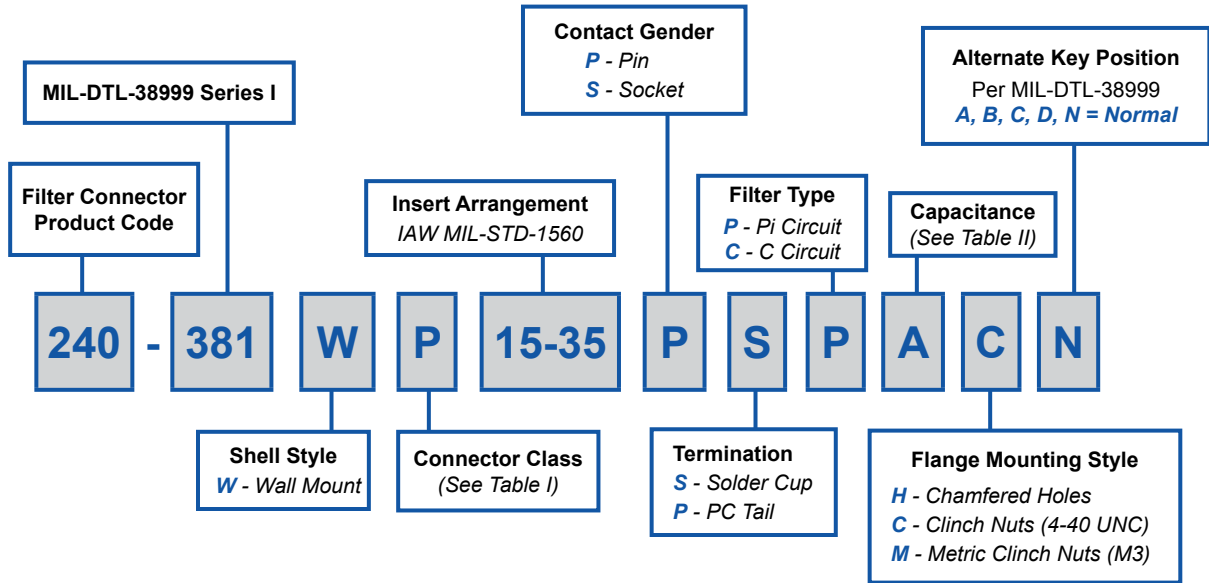 Contact Gender
P - Pin
S - Socket
Alternate Key Position
Per MIL-DTL-38999
A, B, C, D, N = Normal
MIL-DTL-38999 Series I
Filter Connector
Product Code
Insert Arrangement
IAW MIL-STD-1560
Filter Type
P - Pi Circuit
C - C Circuit
Capacitance
(See Table II)
240 - 381 W P 15-35 P S P A C N
Shell Style
W - Wall Mount
Connector Class
(See Table I)
Termination
S - Solder Cup
P - PC Tail
Flange Mounting Style
H - Chamfered Holes
C - Clinch Nuts (4-40 UNC)
M - Metric Clinch Nuts (M3)